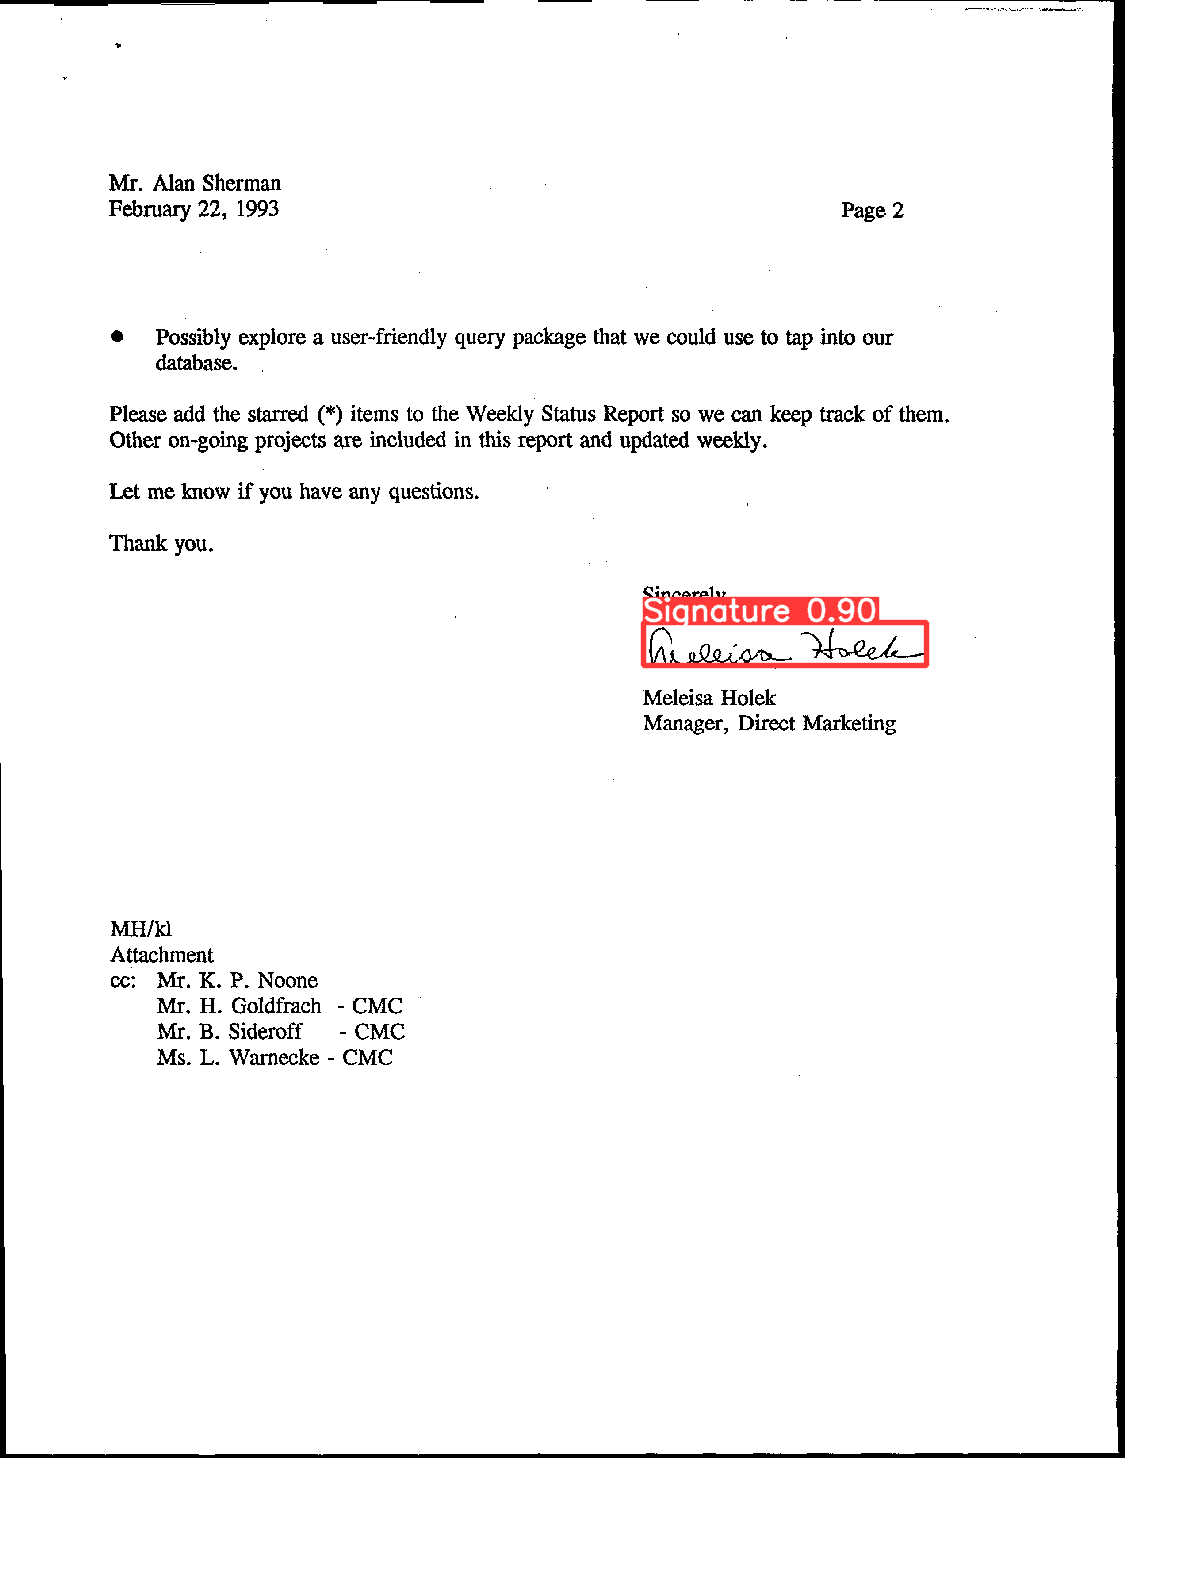 Mr. Alan Sherman
February 22, 1993 Page 2
● Possibly explore a user-friendly query package that we could use to tap into our
database.
Please add the starred (*) items to the Weekly Status Report so we can keep track of them.
Other on-going projects are included in this report and updated weekly.
Let me know if you have any questions.
Thank you.
Sincerely
Signature 0.90
Meleisa Holek
Meleisa Holek
Manager, Direct Marketing
MH/kl
Attachment
cc: Mr. K. P. Noone
Mr. H. Goldfrach - CMC
Mr. B. Sideroff - CMC
Ms. L. Warnecke - CMC